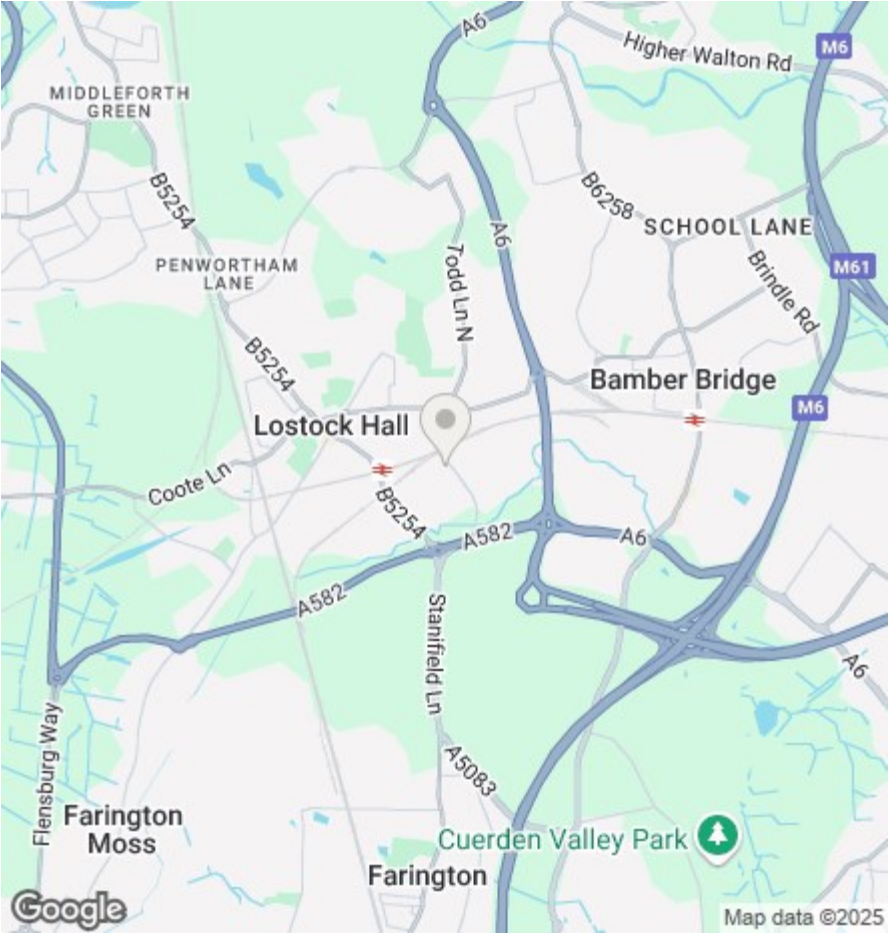 A6
Higher Walton Rd
M6
MIDDLEFORTH
GREEN
B5254
B6258
A6
SCHOOL LANE
PENWORTHAM
LANE
Todd Ln N
Brindle Rd
M61
B5254
Bamber Bridge
M6
Lostock Hall
Coote Ln
B5254
A582
A6
A582
Stanifield Ln
A6
Flensburg Way
A5083
Farington
Moss
Cuerden Valley Park
Farington
Google
Map data ©2025